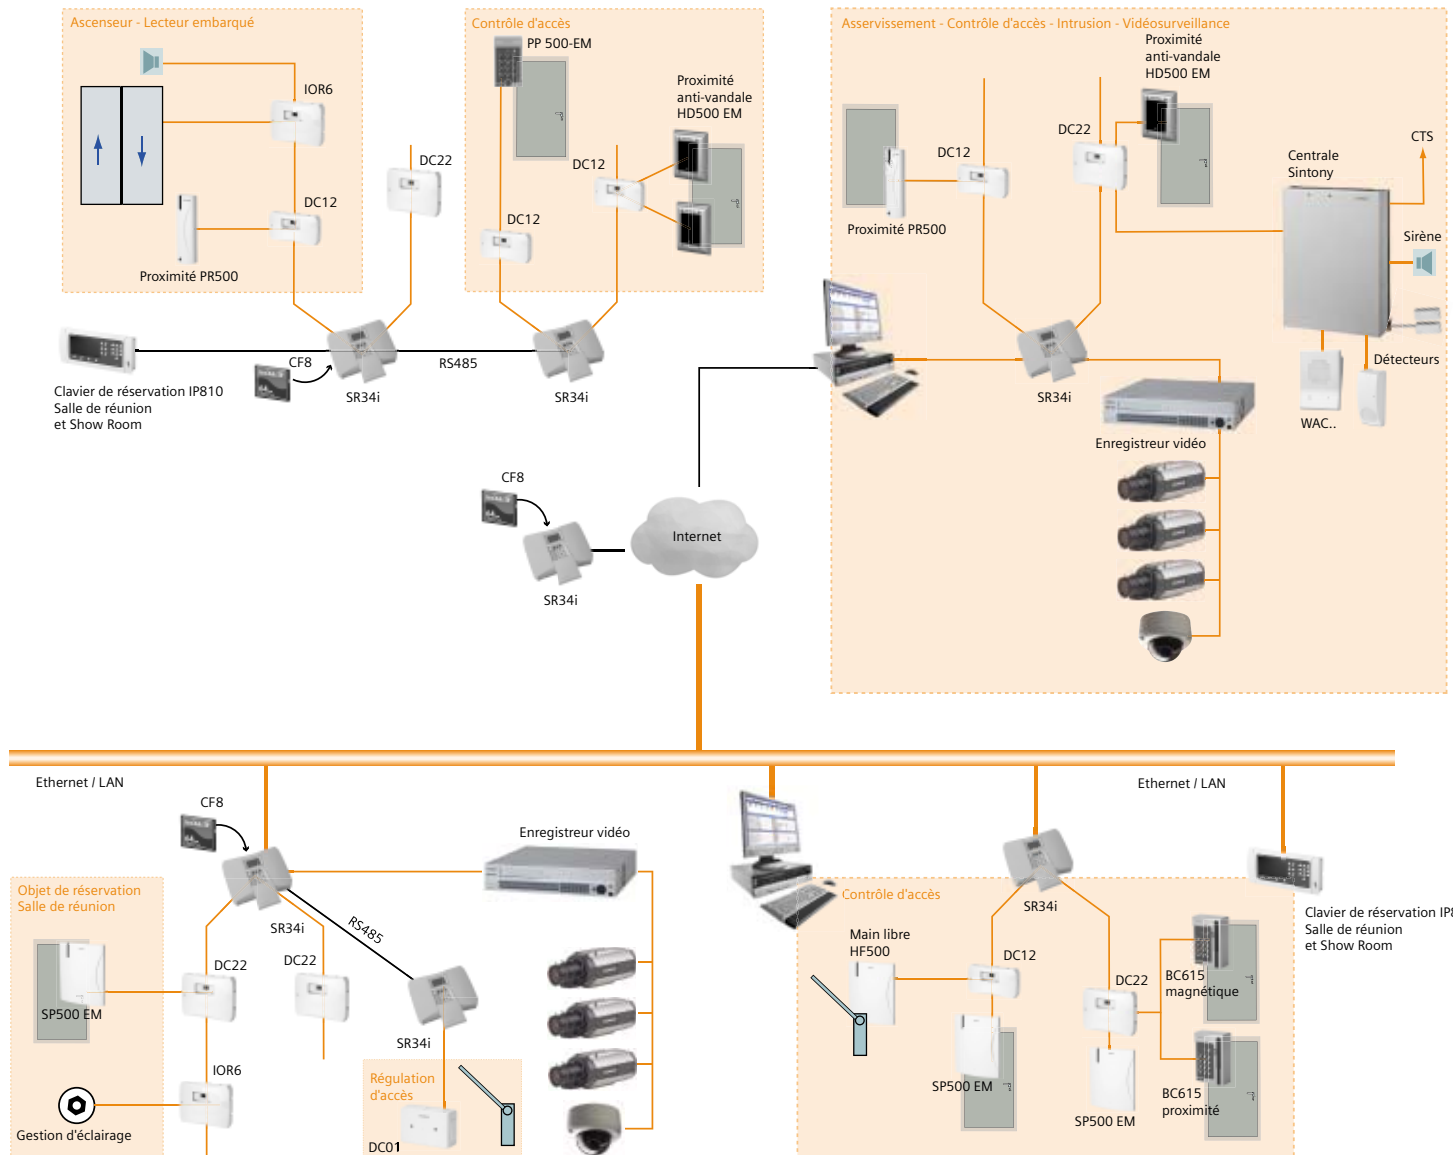 Ascenseur - Lecteur embarqué
IOR6
DC12
Proximité PR500
DC22
Contrôle d'accès
PP 500-EM
Proximité
anti-vandale
HD500 EM
DC12
DC12
Clavier de réservation IP810
Salle de réunion
et Show Room
CF8
SR34i
RS485
SR34i
Asservissement - Contrôle d'accès - Intrusion - Vidéosurveillance
Proximité
anti-vandale
HD500 EM
DC22
DC12
Proximité PR500
Centrale
Sintony
CTS
Sirène
Détecteurs
WAC..
SR34i
Enregistreur vidéo
CF8
SR34i
Internet
Ethernet / LAN
Ethernet / LAN
CF8
Enregistreur vidéo
Objet de réservation
Salle de réunion
SR34i
RS485
DC22
DC22
SP500 EM
IOR6
Gestion d'éclairage
SR34i
Régulation
d'accès
DC01
Contrôle d'accès
SR34i
Main libre
HF500
DC12
DC22
SP500 EM
SP500 EM
BC615
magnétique
BC615
proximité
Clavier de réservation IP8
Salle de réunion
et Show Room